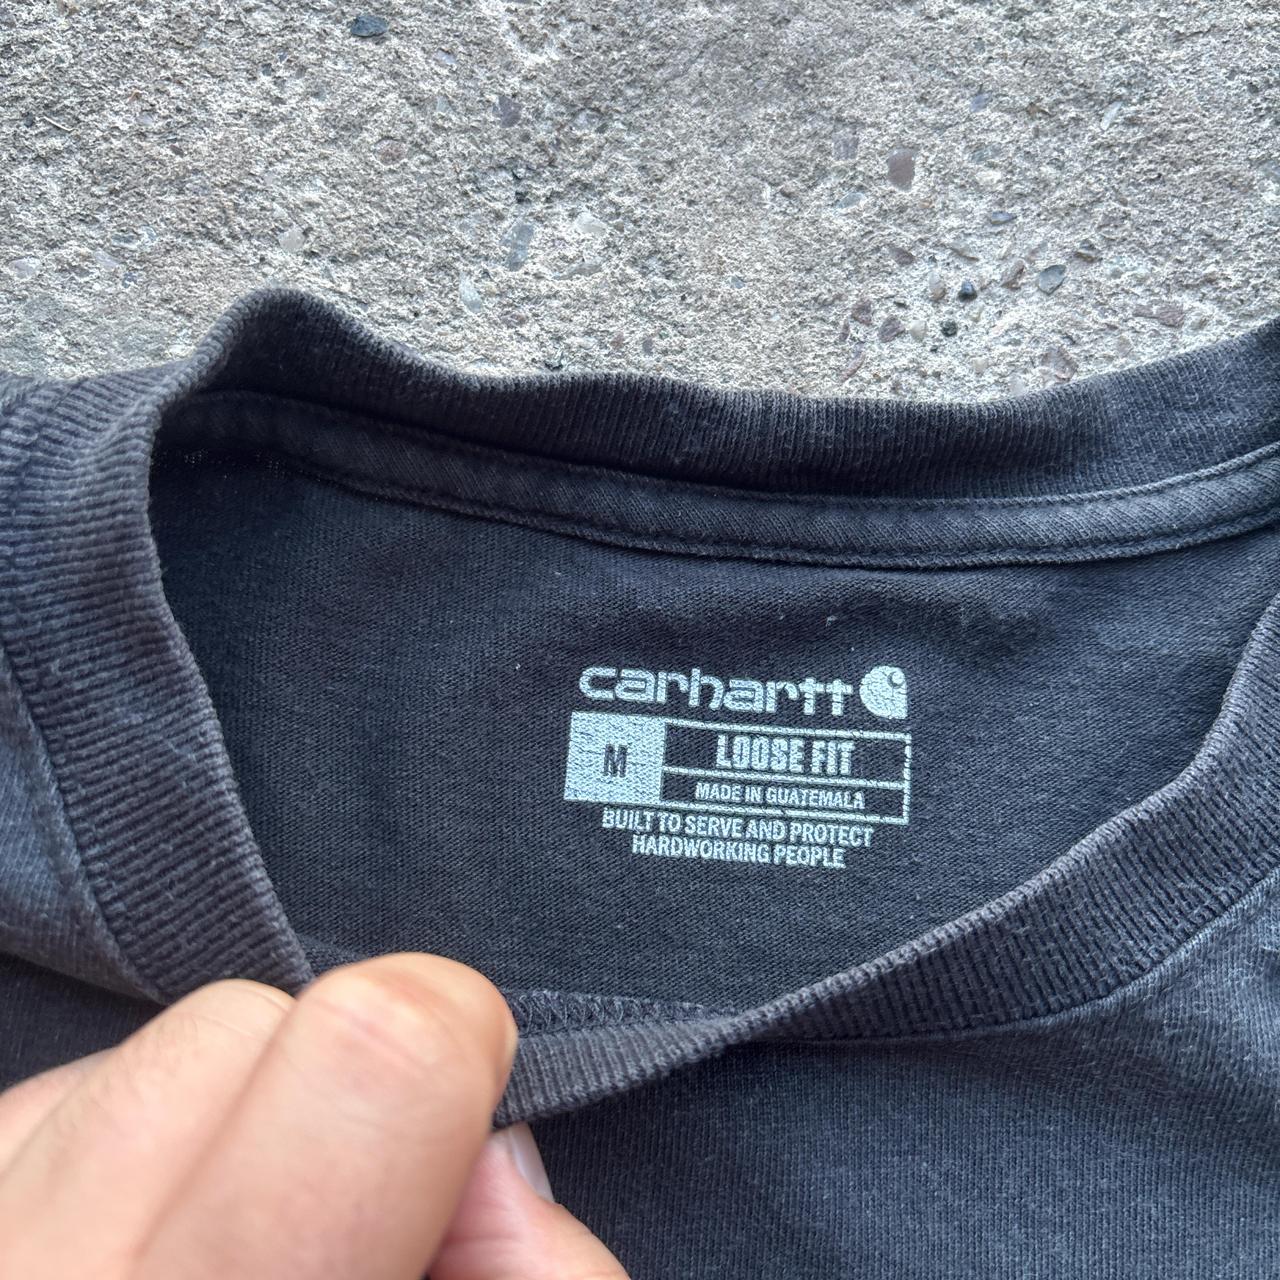 carhartt
M
LOOSE FIT
MADE IN GUATEMALA
BUILT TO SERVE AND PROTECT
HARDWORKING PEOPLE